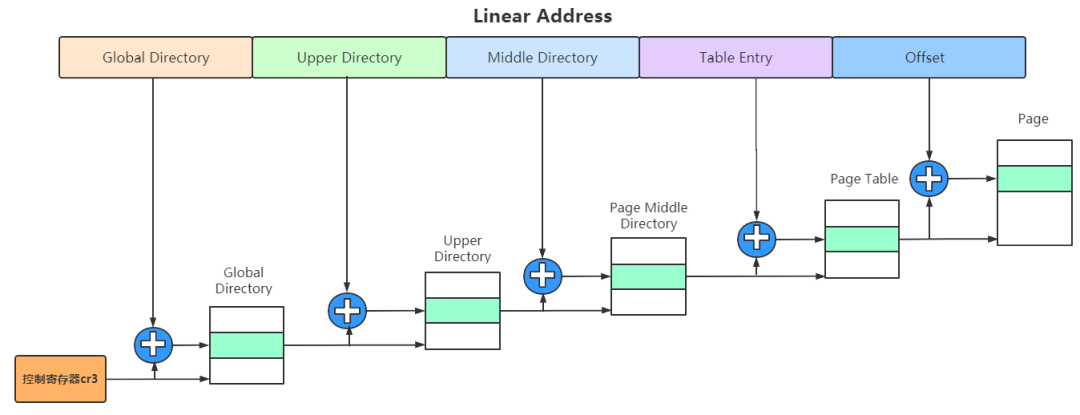 Linear Address
Global Directory
Upper Directory
Middle Directory
Table Entry
Offset
Page
Page Table
Page Middle
Directory
Upper
Directory
Global
Directory
控制寄存器cr3